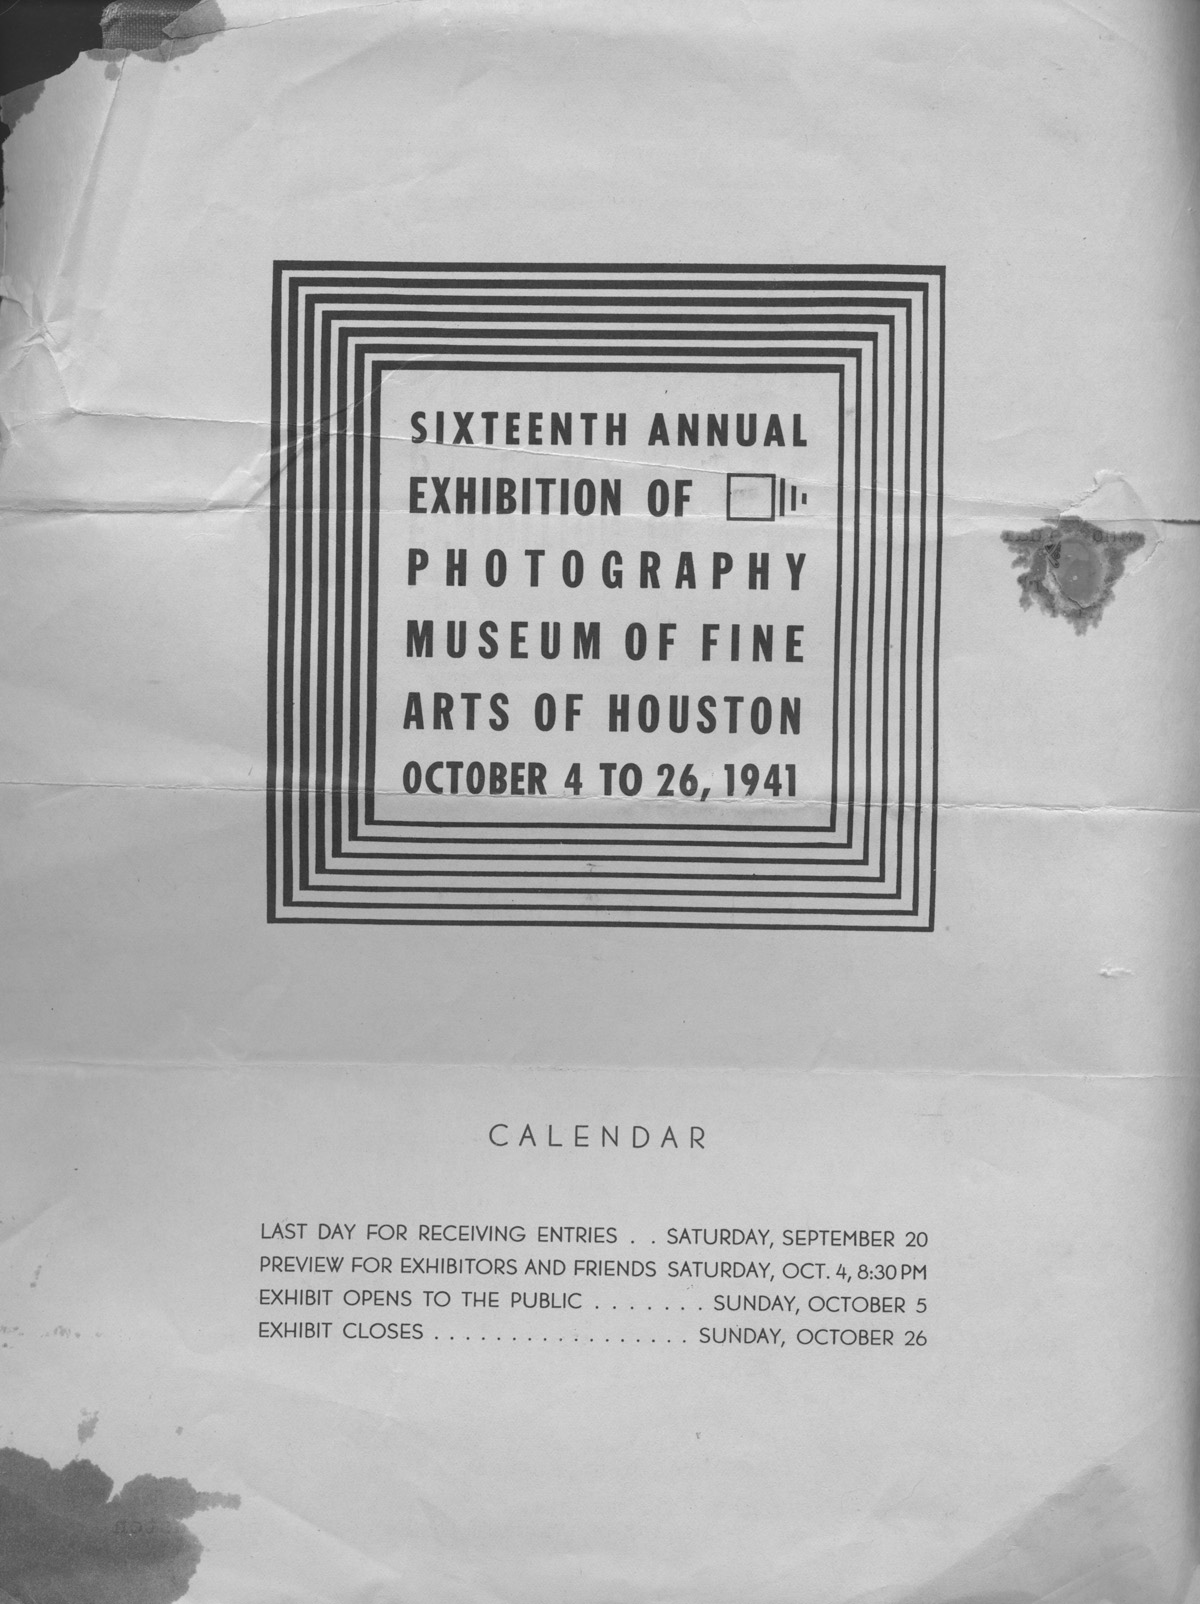 SIXTEENTH ANNUAL
EXHIBITION OF
PHOTOGRAPHY
MUSEUM OF FINE
ARTS OF HOUSTON
OCTOBER 4 TO 26, 1941
CALENDAR
LAST DAY FOR RECEIVING ENTRIES . . SATURDAY, SEPTEMBER 20
PREVIEW FOR EXHIBITORS AND FRIENDS SATURDAY, OCT. 4, 8:30 PM
EXHIBIT OPENS TO THE PUBLIC . . . . . . . SUNDAY, OCTOBER 5
EXHIBIT CLOSES . . . . . . . . . . . . . . . . . SUNDAY, OCTOBER 26